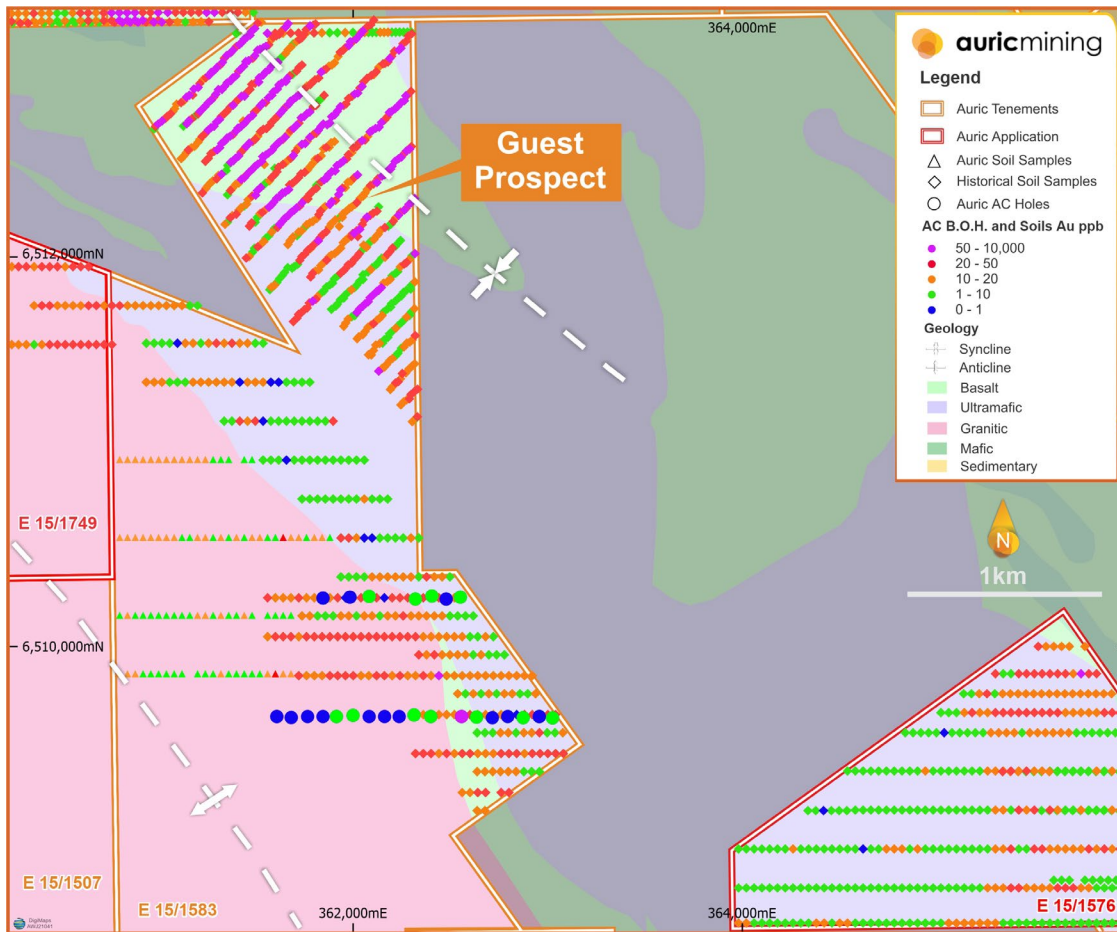 364,000mE
auricmining
Legend
Auric Tenements
Auric Application
Auric Soil Samples
Historical Soil Samples
Auric AC Holes
AC B.O.H. and Soils Au ppb
50 - 10,000
20 - 50
10 - 20
1 - 10
0 - 1
Geology
Syncline
Anticline
Basalt
Ultramafic
Granitic
Mafic
Sedimentary
Guest
Prospect
6,512,000mN
E 15/1749
N
1km
6,510,000mN
E 15/1507
E 15/1583
362,000mE
364,000mE
E 15/1576
DigiMaps
AW221041